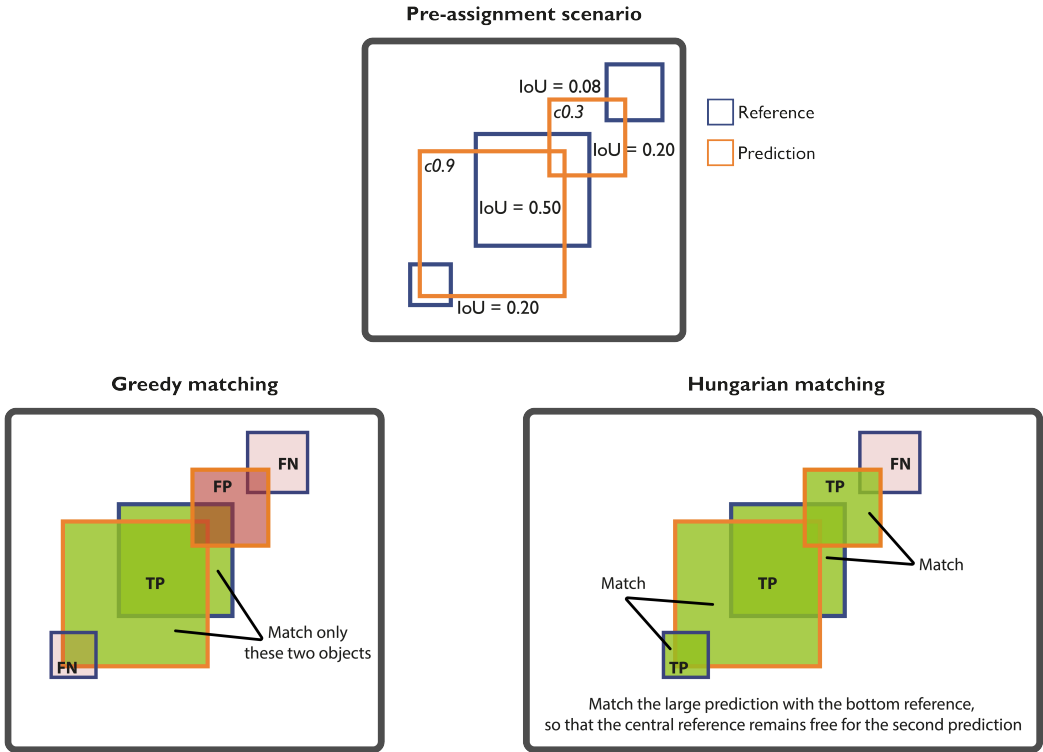 Pre-assignment scenario
IoU = 0.08
c0.3
Reference
IoU = 0.20
Prediction
c0.9
IoU = 0.50
IoU = 0.20
Greedy matching
FN
FP
TP
Match only
these two objects
FN
Hungarian matching
FN
TP
Match
Match
TP
TP
Match the large prediction with the bottom reference,
so that the central reference remains free for the second prediction